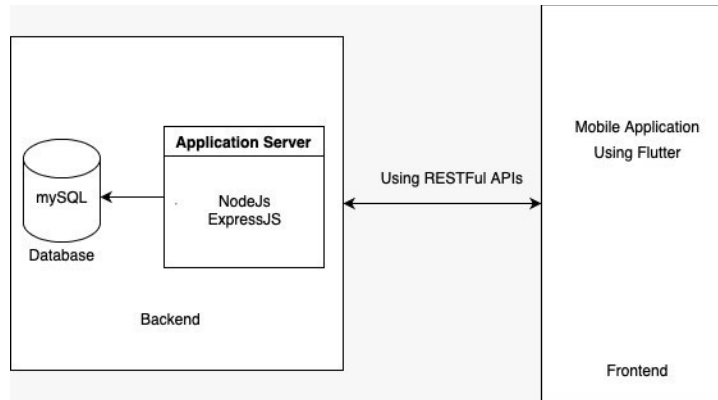 Application Server
mySQL
NodeJs
ExpressJS
Database
Backend
Using RESTFul APIs
Mobile Application
Using Flutter
Frontend